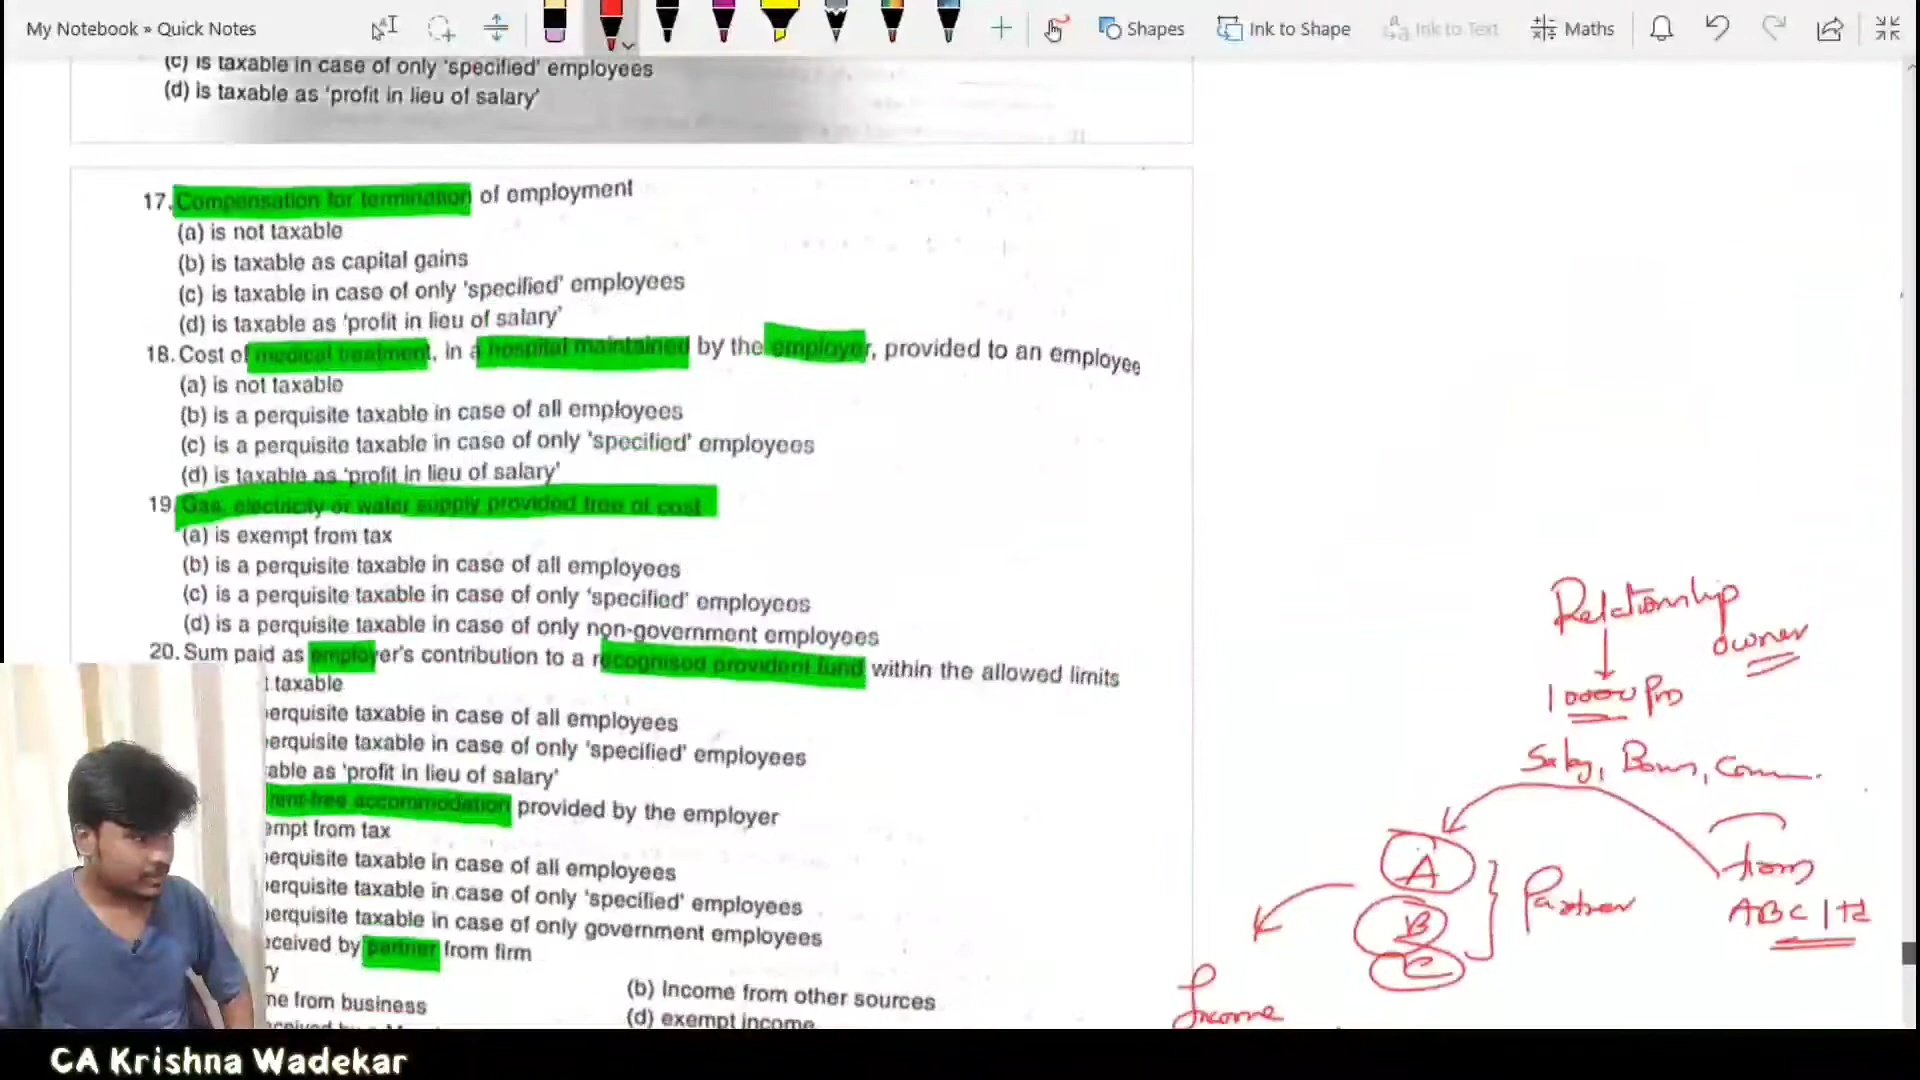 My Notebook » Quick Notes
Shapes
Ink to Shape
Ink to Text
Maths
(c) is taxable in case of only 'specified' employees
(d) is taxable as 'profit in lieu of salary'
17. Compensation for termination of employment
(a) is not taxable
(b) is taxable as capital gains
(c) is taxable in case of only 'specified' employees
(d) is taxable as 'profit in lieu of salary'
18. Cost of medical treatment, in a hospital maintained by the employer, provided to an employee
(a) is not taxable
(b) is a perquisite taxable in case of all employees
(c) is a perquisite taxable in case of only 'specified' employees
(d) is taxable as 'profit in lieu of salary'
19. Gas, electricity or water supply provided free of cost
(a) is exempt from tax
(b) is a perquisite taxable in case of all employees
(c) is a perquisite taxable in case of only 'specified' employees
(d) is a perquisite taxable in case of only non-government employees
20. Sum paid as employer's contribution to a recognised provident fund within the allowed limits
t taxable
erquisite taxable in case of all employees
erquisite taxable in case of only 'specified' employees
able as 'profit in lieu of salary'
rent-free accommodation provided by the employer
empt from tax
erquisite taxable in case of all employees
erquisite taxable in case of only 'specified' employees
erquisite taxable in case of only government employees
eceived by partner from firm
ry
(b) Income from other sources
me from business
(d) exempt income
Relationship
owner
Salary, Bonus, Com
A
B
C
Partner
ABC ltd
Income
CA Krishna Wadekar